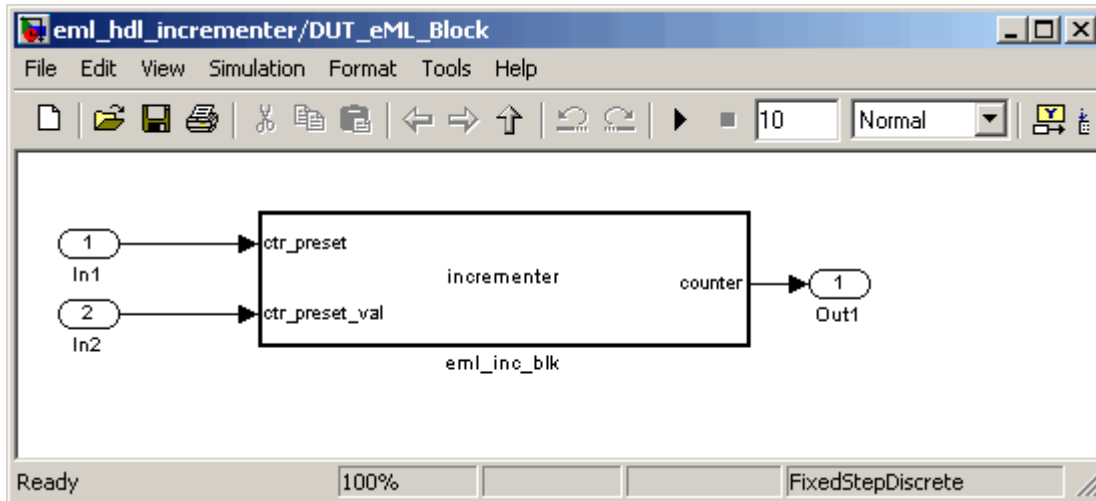 eml_hdl_incrementer/DUT_eML_Block
File Edit View Simulation Format Tools Help
10 Normal
1
In1
ctr_preset
incrementer
counter
1
Out1
2
In2
ctr_preset_val
eml_inc_blk
Ready 100% FixedStepDiscrete